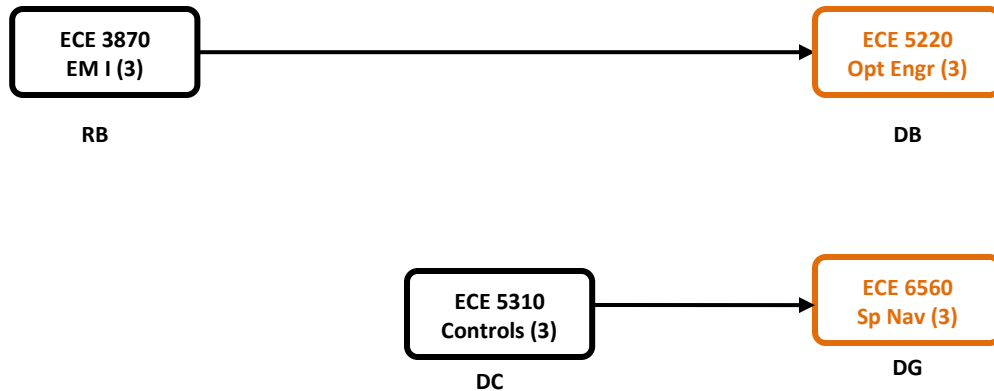 ECE 3870
EM I (3)
ECE 5220
Opt Engr (3)
RB
DB
ECE 5310
Controls (3)
ECE 6560
Sp Nav (3)
DC
DG